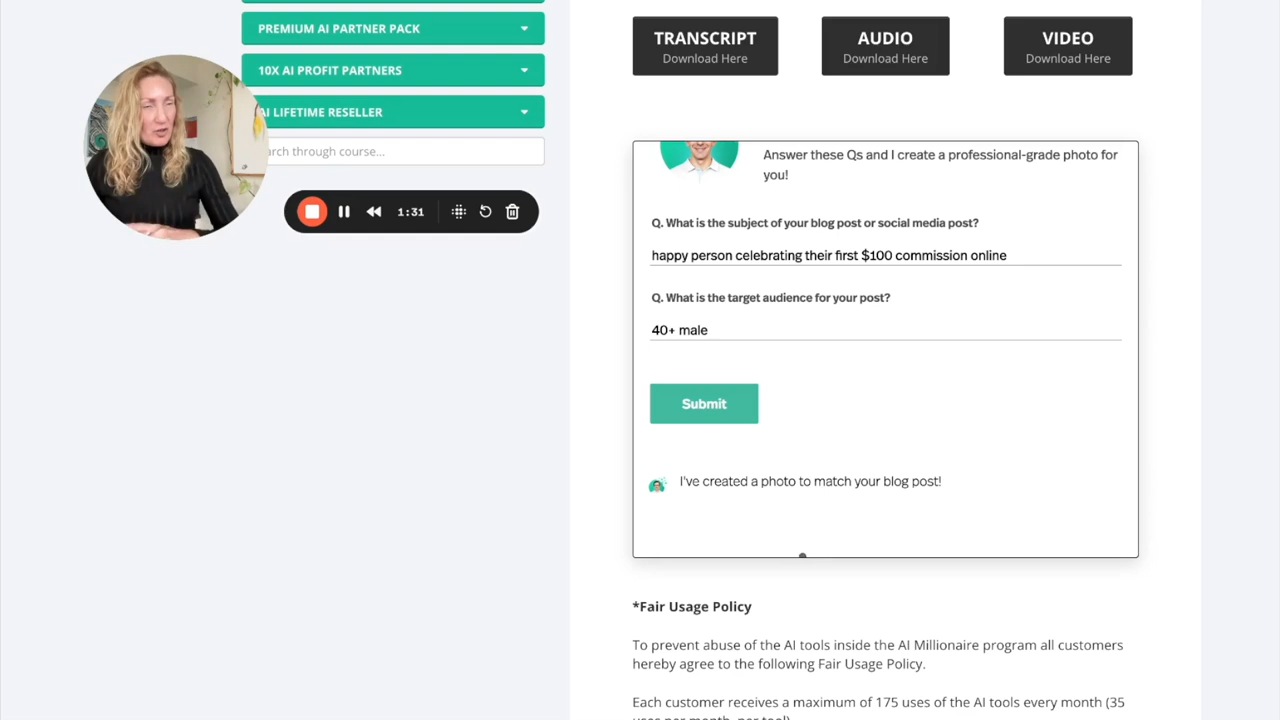 PREMIUM AI PARTNER PACK
10X AI PROFIT PARTNERS
AI LIFETIME RESELLER
through course...
1:31
TRANSCRIPT
Download Here
AUDIO
Download Here
VIDEO
Download Here
Answer these Qs and I create a professional-grade photo for
you!
Q. What is the subject of your blog post or social media post?
happy person celebrating their first $100 commission online
Q. What is the target audience for your post?
40+ male
Submit
I've created a photo to match your blog post!
*Fair Usage Policy
To prevent abuse of the AI tools inside the AI Millionaire program all customers
hereby agree to the following Fair Usage Policy.
Each customer receives a maximum of 175 uses of the AI tools every month (35
uses per month, per tool)